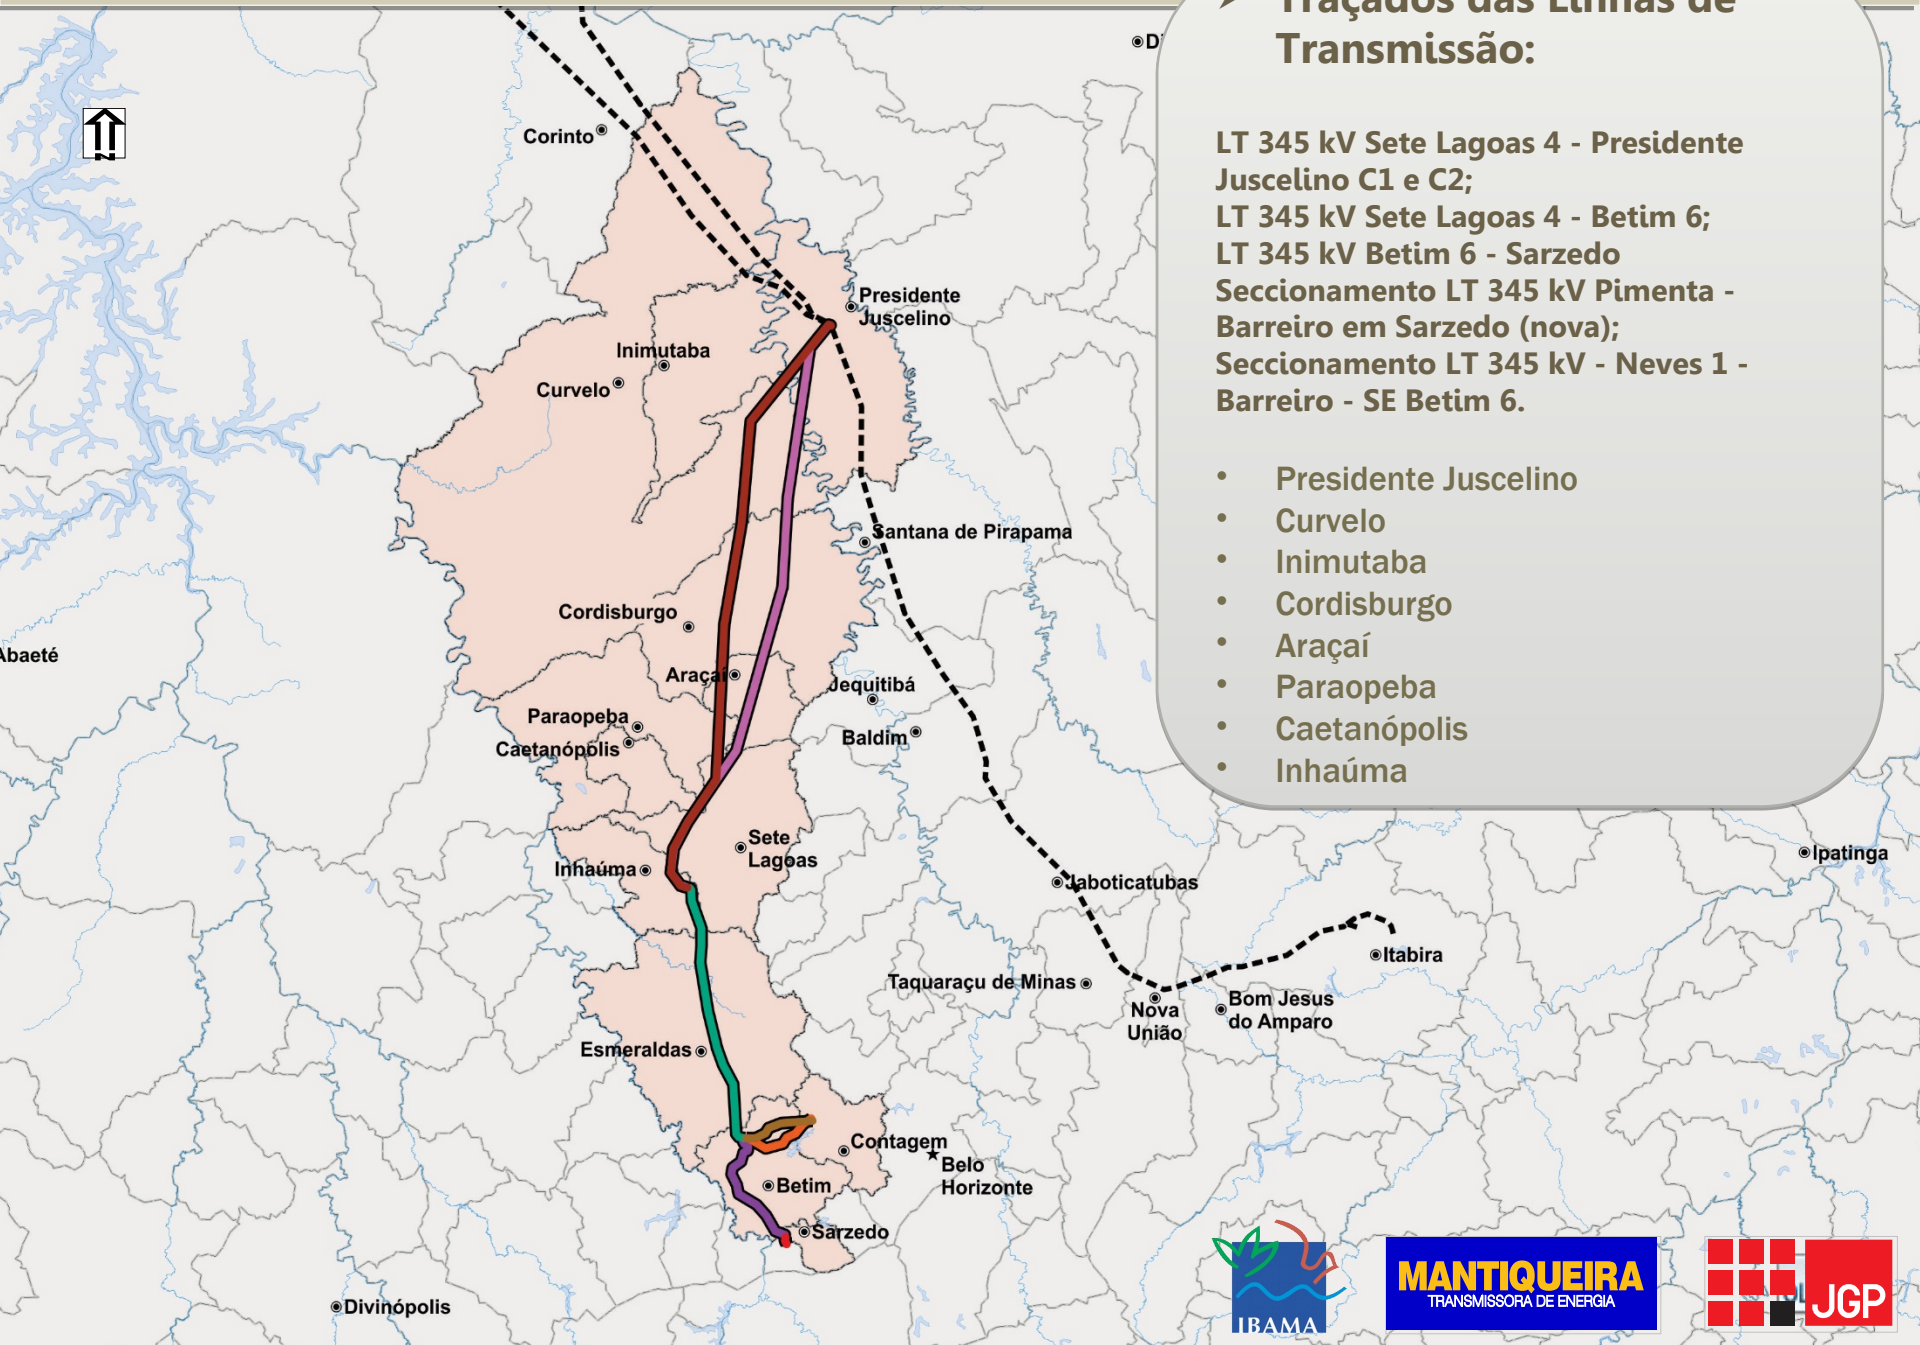 ➤ Traçados das Linhas de
Transmissão:
LT 345 kV Sete Lagoas 4 - Presidente
Juscelino C1 e C2;
LT 345 kV Sete Lagoas 4 - Betim 6;
LT 345 kV Betim 6 - Sarzedo
Seccionamento LT 345 kV Pimenta -
Barreiro em Sarzedo (nova);
Seccionamento LT 345 kV - Neves 1 -
Barreiro - SE Betim 6.
• Presidente Juscelino
• Curvelo
• Inimutaba
• Cordisburgo
• Araçaí
• Paraopeba
• Caetanópolis
• Inhaúma
N
Corinto
Presidente
Juscelino
Inimutaba
Curvelo
Santana de Pirapama
Cordisburgo
Abaeté
Araçaí
Jequitibá
Paraopeba
Baldim
Caetanópolis
Sete
Lagoas
Inhaúma
Ipatinga
Jaboticatubas
Itabira
Taquaraçu de Minas
Nova
União
Bom Jesus
do Amparo
Esmeraldas
Contagem
Belo
Horizonte
Betim
Sarzedo
Divinópolis
IBAMA
MANTIQUEIRA
TRANSMISSORA DE ENERGIA
JGP